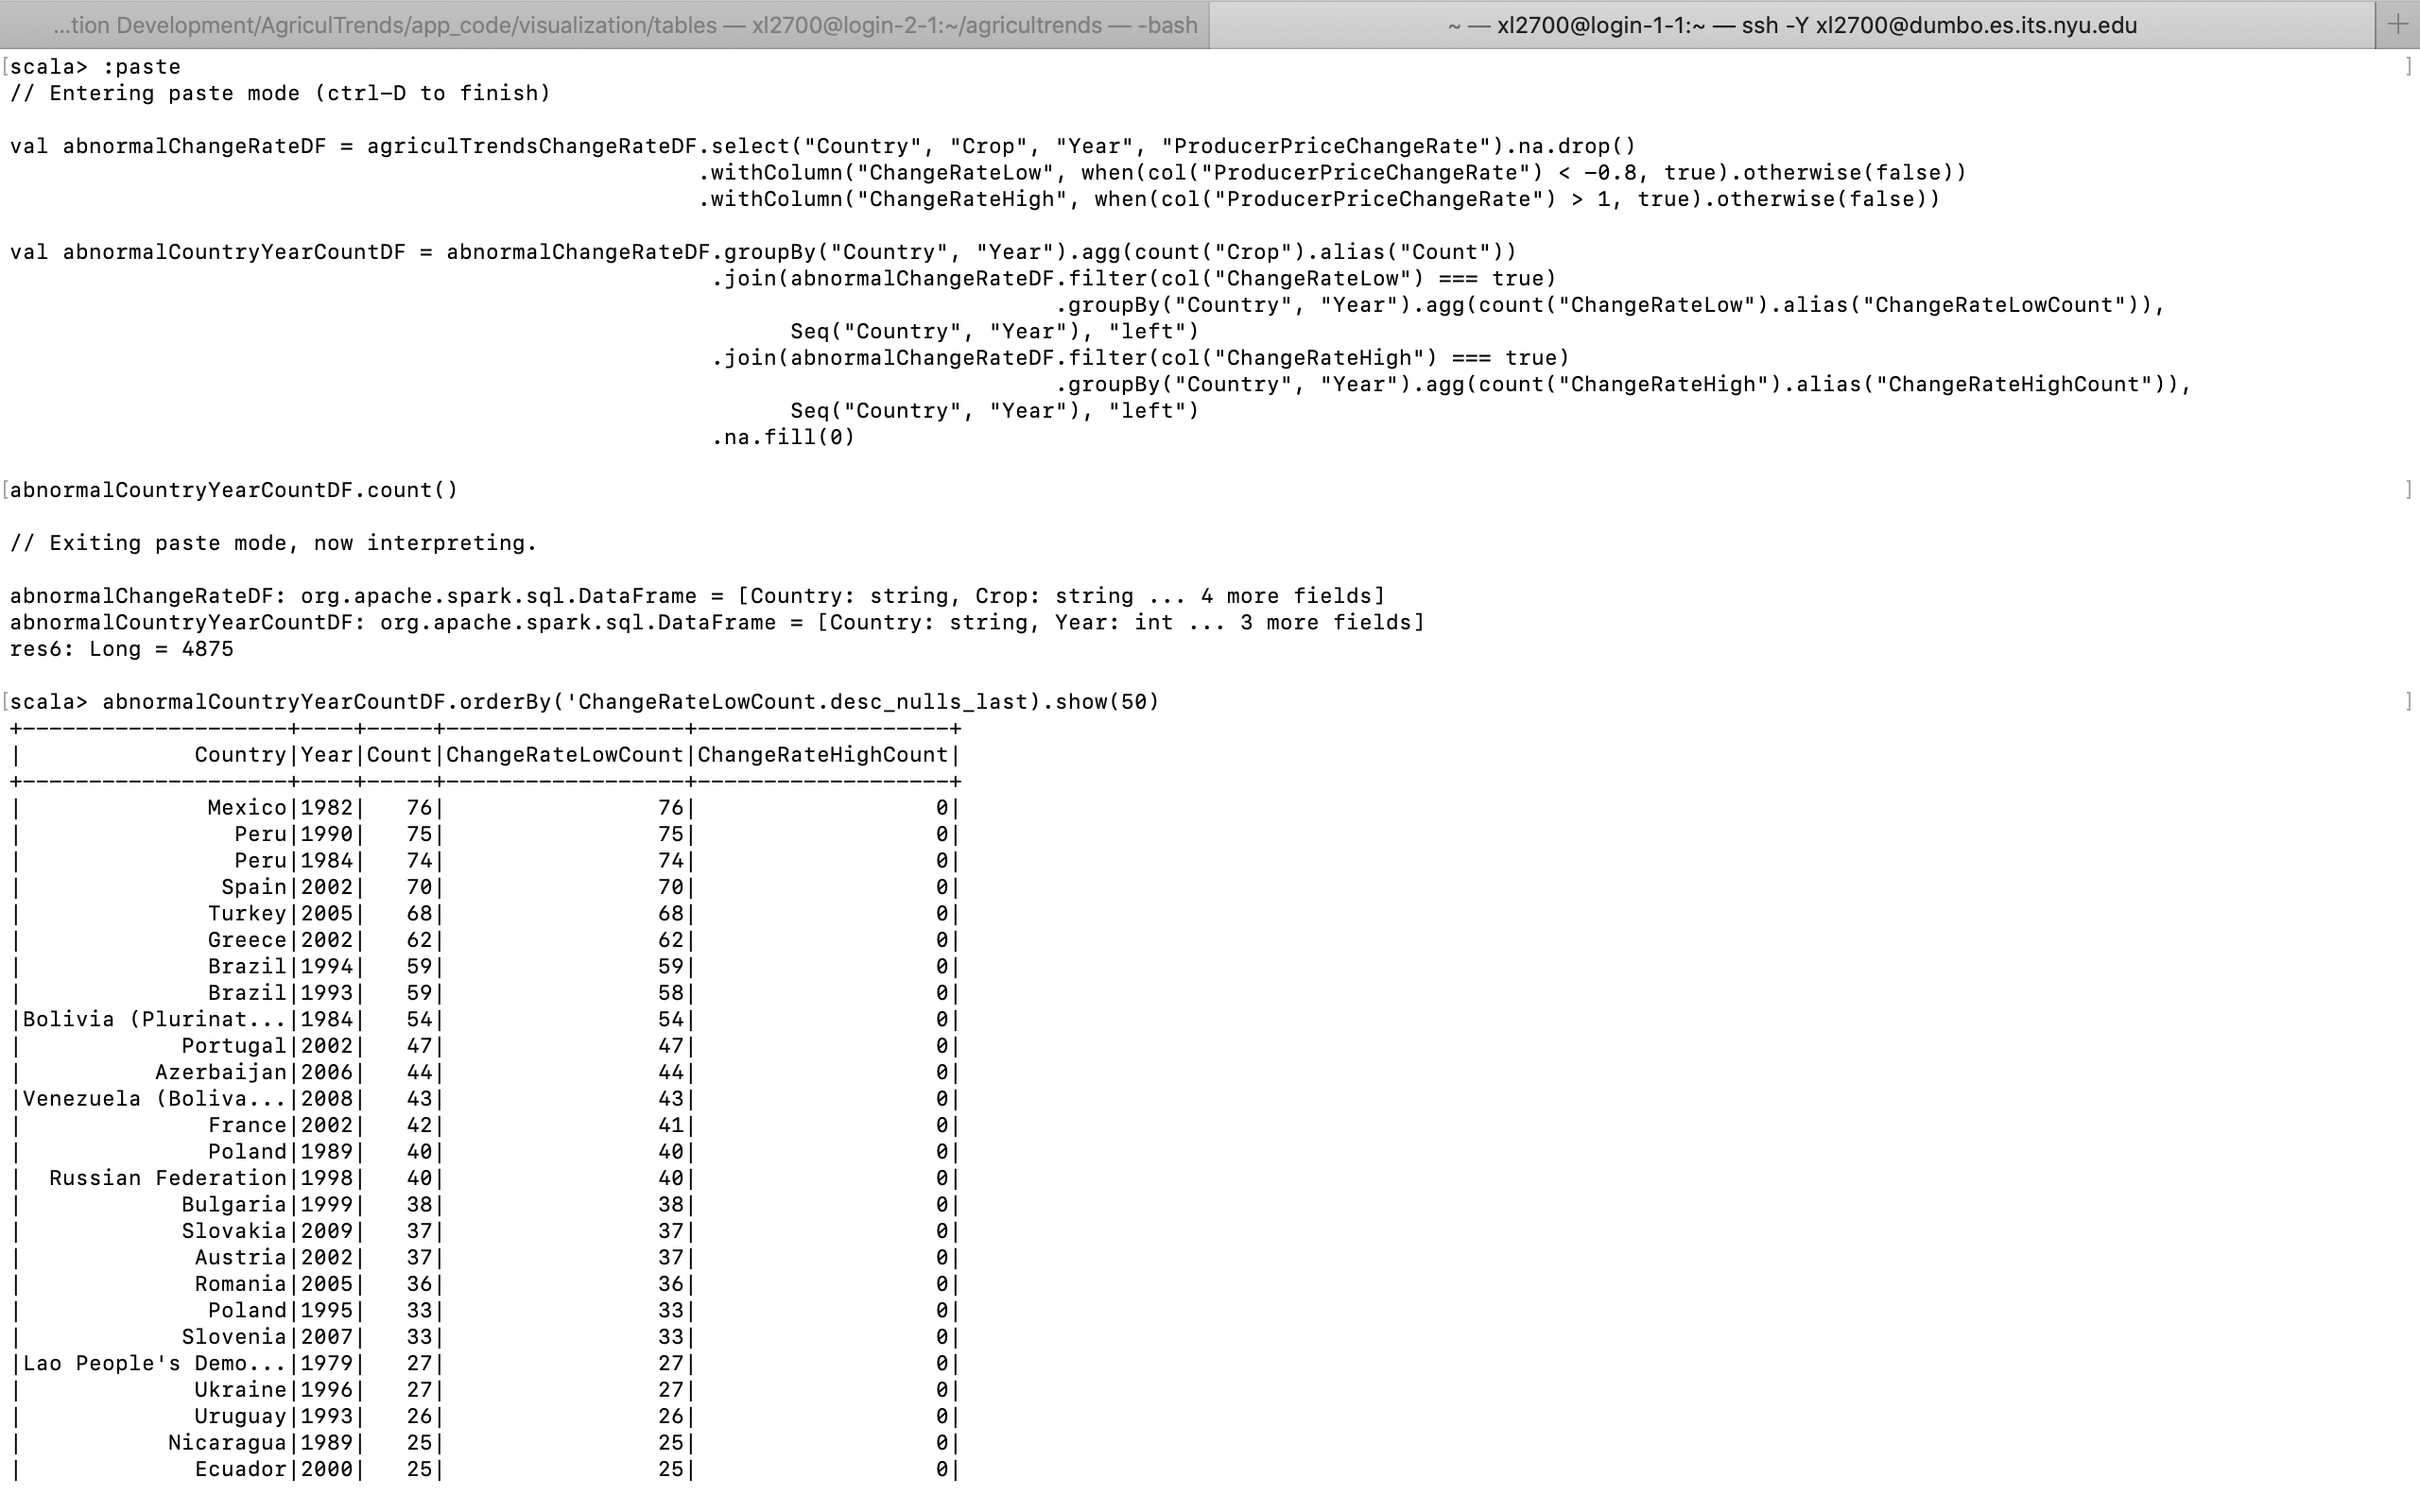 ...tion Development/AgriculTrends/app_code/visualization/tables — xl2700@login-2-1:~/agricultrends — -bash
~ — xl2700@login-1-1:~ — ssh -Y xl2700@dumbo.es.its.nyu.edu
[scala> :paste ]
// Entering paste mode (ctrl-D to finish)
val abnormalChangeRateDF = agriculTrendsChangeRateDF.select("Country", "Crop", "Year", "ProducerPriceChangeRate").na.drop()
.withColumn("ChangeRateLow", when(col("ProducerPriceChangeRate") < -0.8, true).otherwise(false))
.withColumn("ChangeRateHigh", when(col("ProducerPriceChangeRate") > 1, true).otherwise(false))
val abnormalCountryYearCountDF = abnormalChangeRateDF.groupBy("Country", "Year").agg(count("Crop").alias("Count"))
.join(abnormalChangeRateDF.filter(col("ChangeRateLow") === true)
.groupBy("Country", "Year").agg(count("ChangeRateLow").alias("ChangeRateLowCount")),
Seq("Country", "Year"), "left")
.join(abnormalChangeRateDF.filter(col("ChangeRateHigh") === true)
.groupBy("Country", "Year").agg(count("ChangeRateHigh").alias("ChangeRateHighCount")),
Seq("Country", "Year"), "left")
.na.fill(0)
[abnormalCountryYearCountDF.count() ]
// Exiting paste mode, now interpreting.
abnormalChangeRateDF: org.apache.spark.sql.DataFrame = [Country: string, Crop: string ... 4 more fields]
abnormalCountryYearCountDF: org.apache.spark.sql.DataFrame = [Country: string, Year: int ... 3 more fields]
res6: Long = 4875
[scala> abnormalCountryYearCountDF.orderBy('ChangeRateLowCount.desc_nulls_last).show(50) ]
+--------------------+----+-----+------------------+-------------------+
| Country|Year|Count|ChangeRateLowCount|ChangeRateHighCount|
+--------------------+----+-----+------------------+-------------------+
| Mexico|1982| 76| 76| 0|
| Peru|1990| 75| 75| 0|
| Peru|1984| 74| 74| 0|
| Spain|2002| 70| 70| 0|
| Turkey|2005| 68| 68| 0|
| Greece|2002| 62| 62| 0|
| Brazil|1994| 59| 59| 0|
| Brazil|1993| 59| 58| 0|
|Bolivia (Plurinat...|1984| 54| 54| 0|
| Portugal|2002| 47| 47| 0|
| Azerbaijan|2006| 44| 44| 0|
|Venezuela (Boliva...|2008| 43| 43| 0|
| France|2002| 42| 41| 0|
| Poland|1989| 40| 40| 0|
| Russian Federation|1998| 40| 40| 0|
| Bulgaria|1999| 38| 38| 0|
| Slovakia|2009| 37| 37| 0|
| Austria|2002| 37| 37| 0|
| Romania|2005| 36| 36| 0|
| Poland|1995| 33| 33| 0|
| Slovenia|2007| 33| 33| 0|
|Lao People's Demo...|1979| 27| 27| 0|
| Ukraine|1996| 27| 27| 0|
| Uruguay|1993| 26| 26| 0|
| Nicaragua|1989| 25| 25| 0|
| Ecuador|2000| 25| 25| 0|